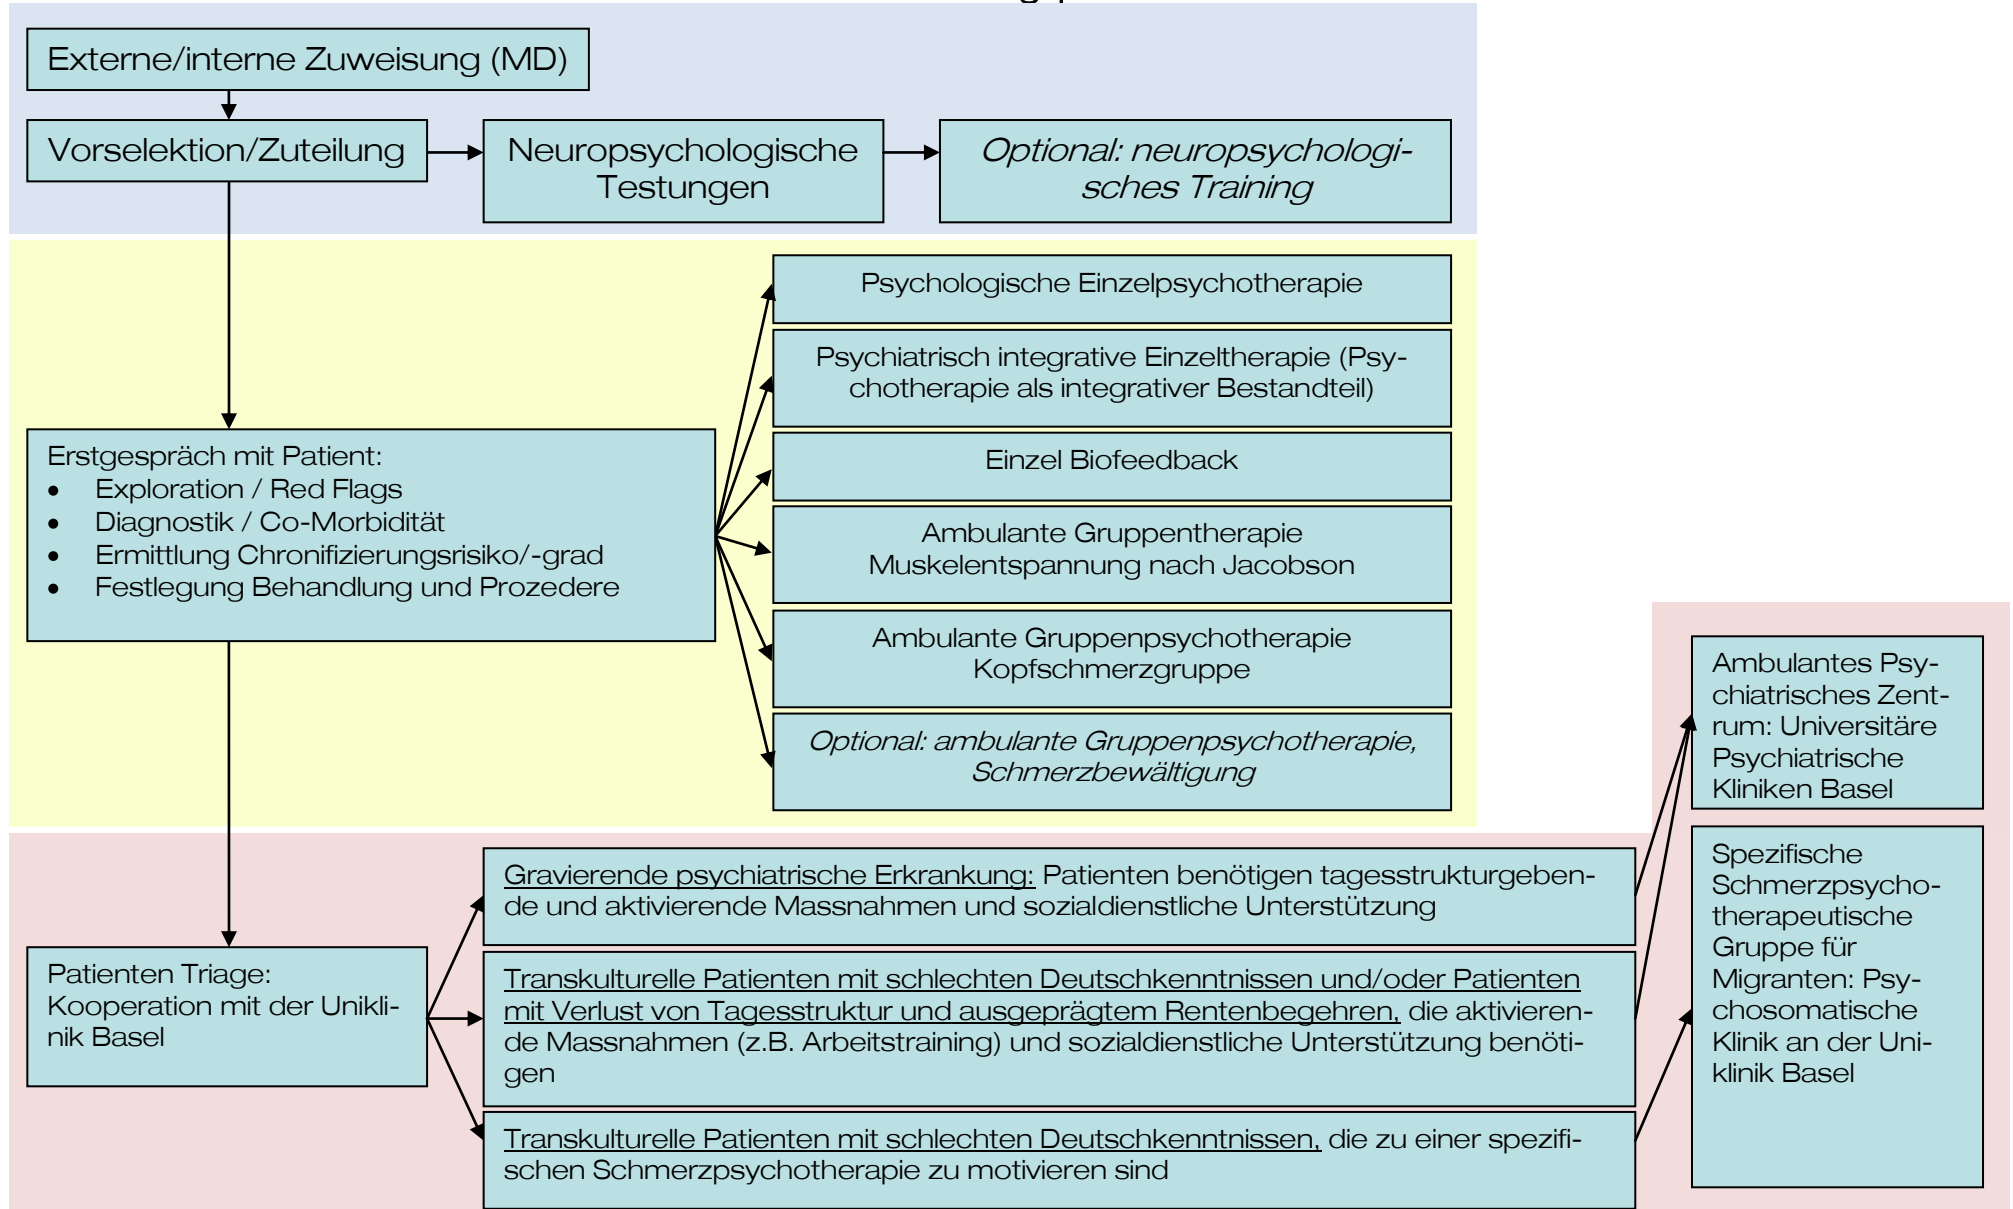 Externe/interne Zuweisung (MD)
Vorselektion/Zuteilung
Neuropsychologische
Testungen
Optional: neuropsychologi-
sches Training
Psychologische Einzelpsychotherapie
Psychiatrisch integrative Einzeltherapie (Psy-
chotherapie als integrativer Bestandteil)
Einzel Biofeedback
Ambulante Gruppentherapie
Muskelentspannung nach Jacobson
Ambulante Gruppenpsychotherapie
Kopfschmerzgruppe
Optional: ambulante Gruppenpsychotherapie,
Schmerzbewältigung
Erstgespräch mit Patient:
• Exploration / Red Flags
• Diagnostik / Co-Morbidität
• Ermittlung Chronifizierungsrisiko/-grad
• Festlegung Behandlung und Prozedere
Patienten Triage:
Kooperation mit der Unikli-
nik Basel
Gravierende psychiatrische Erkrankung: Patienten benötigen tagesstrukturgeben-
de und aktivierende Massnahmen und sozialdienstliche Unterstützung
Transkulturelle Patienten mit schlechten Deutschkenntnissen und/oder Patienten
mit Verlust von Tagesstruktur und ausgeprägtem Rentenbegehren, die aktivieren-
de Massnahmen (z.B. Arbeitstraining) und sozialdienstliche Unterstützung benöti-
gen
Transkulturelle Patienten mit schlechten Deutschkenntnissen, die zu einer spezifi-
schen Schmerzpsychotherapie zu motivieren sind
Ambulantes Psy-
chiatrisches Zent-
rum: Universitäre
Psychiatrische
Kliniken Basel
Spezifische
Schmerzpsycho-
therapeutische
Gruppe für
Migranten: Psy-
chosomatische
Klinik an der Uni-
klinik Basel